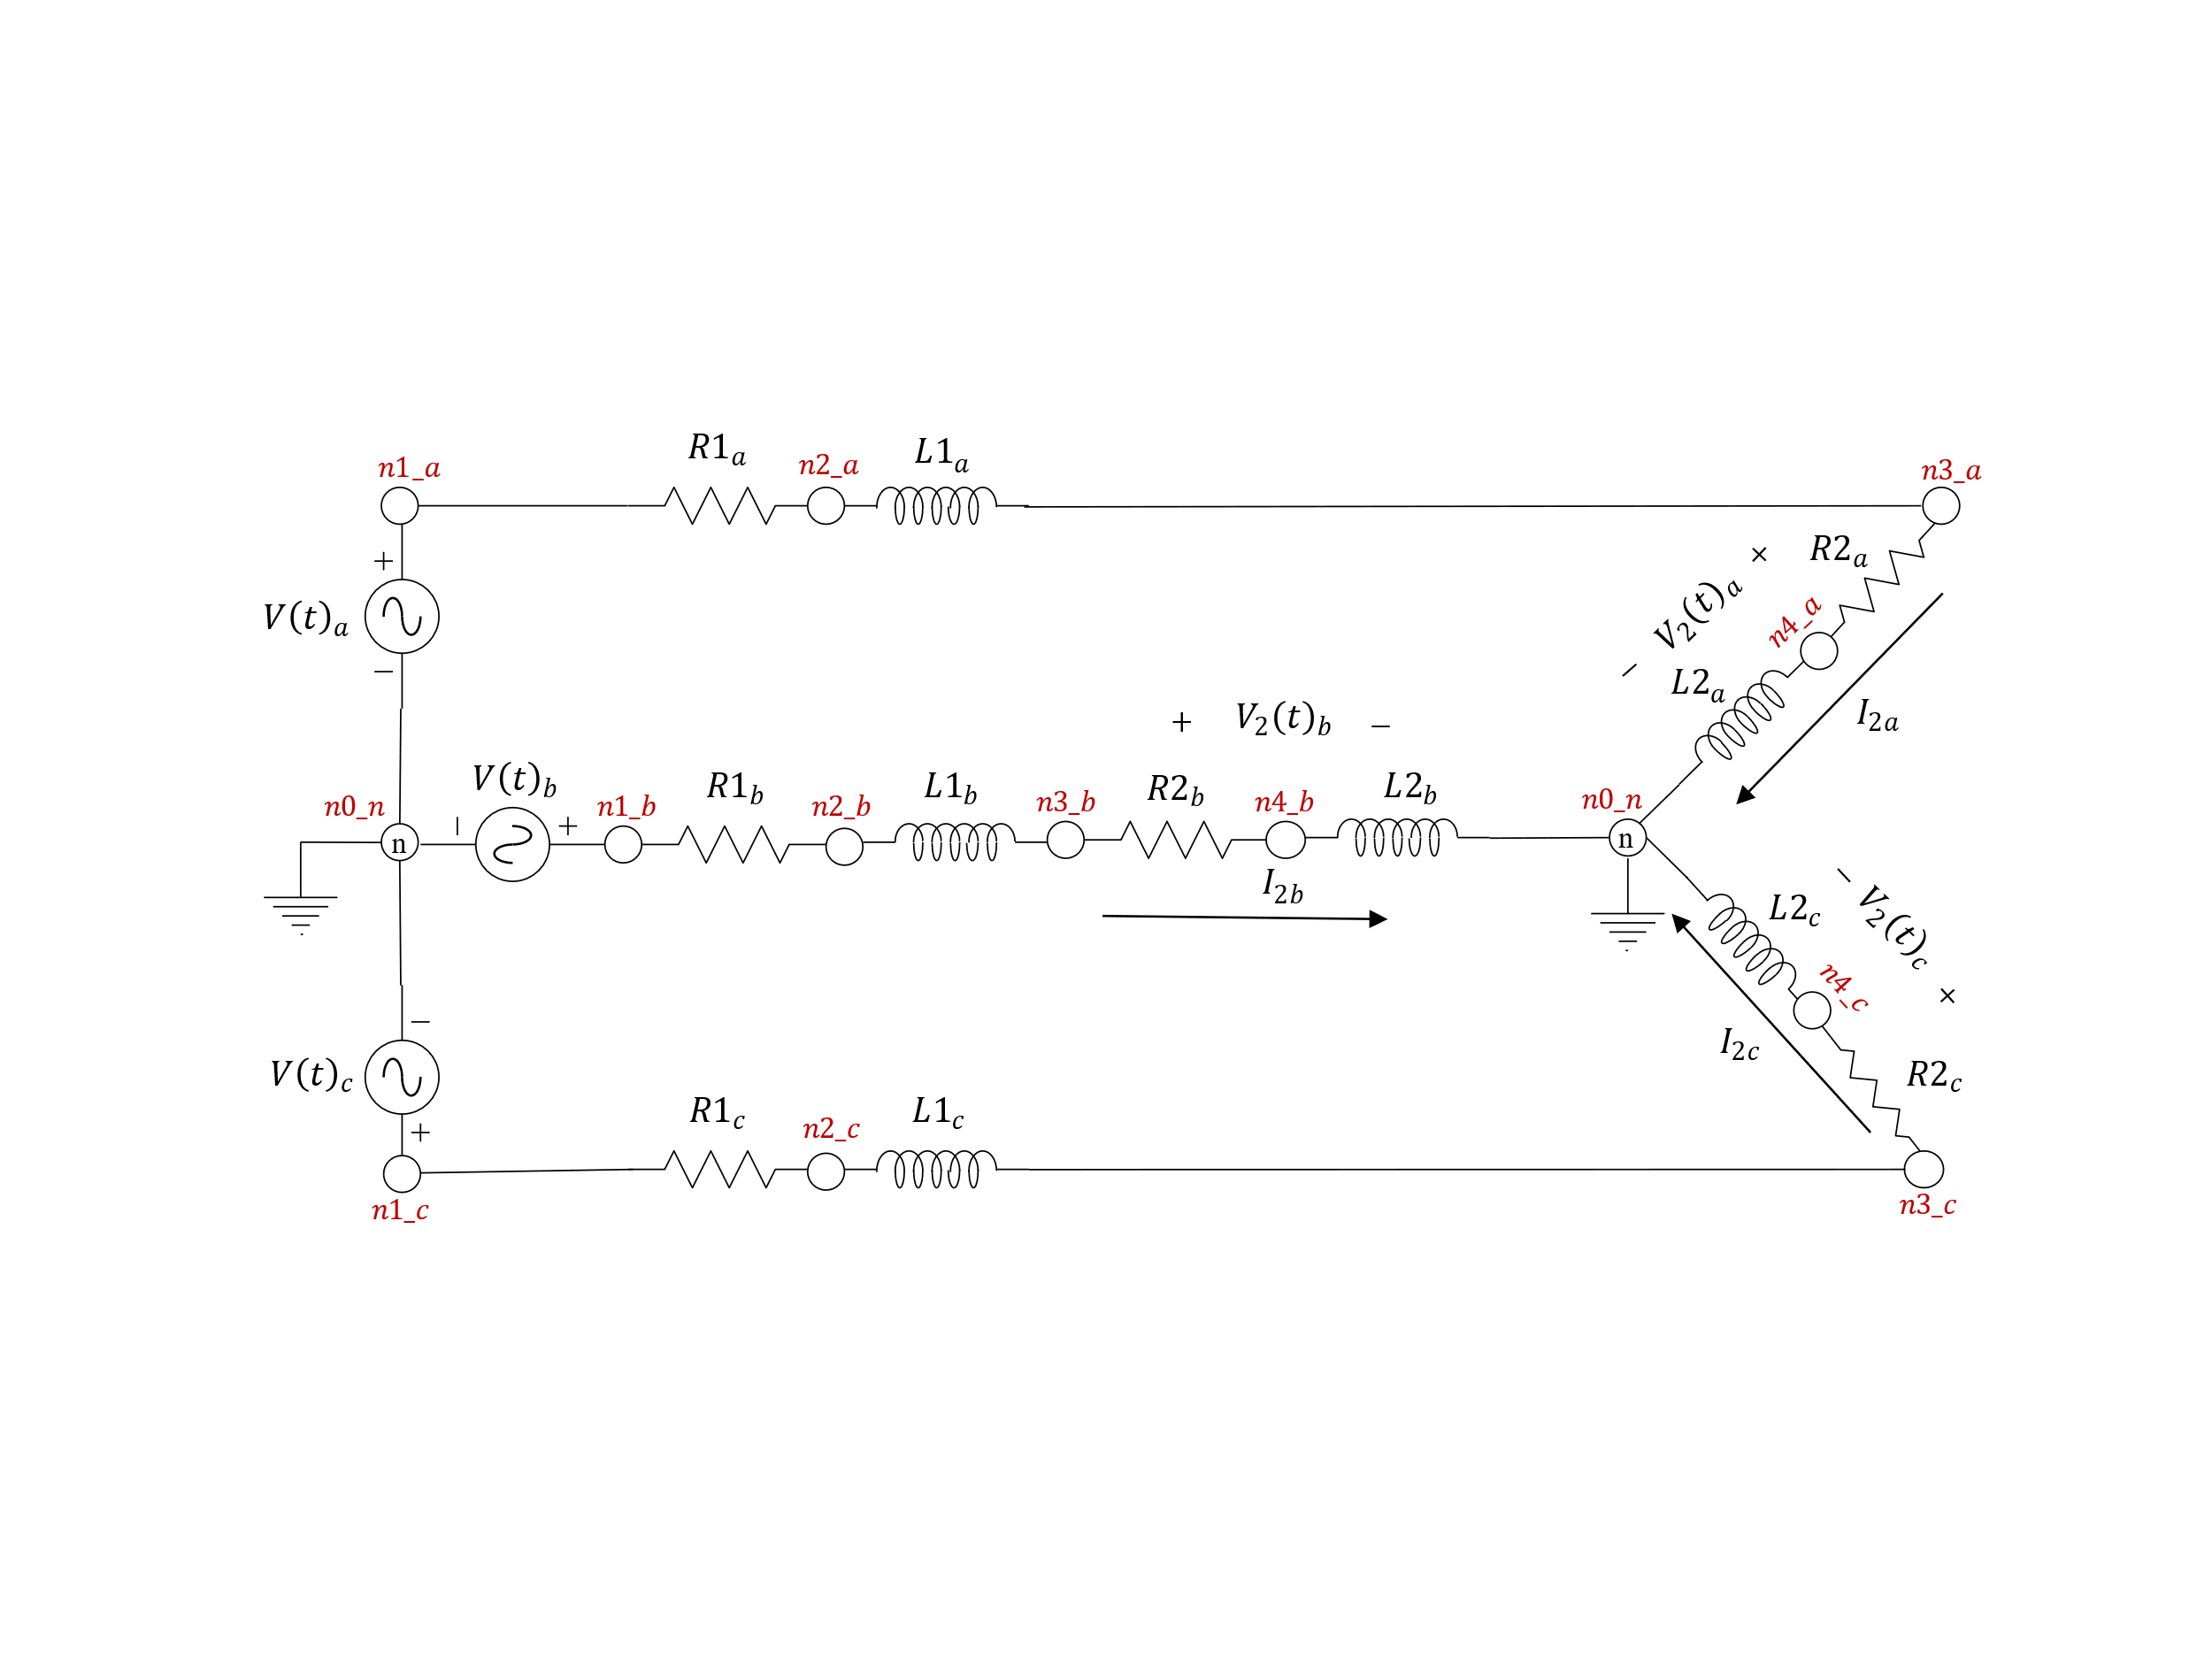 R1a
L1a
n1_a
n2_a
n3_a
+
V(t)a
−
− V2(t)a +
R2a
n4_a
L2a
I2a
+ V2(t)b −
n0_n
V(t)b
n
− +
n1_b
R1b
n2_b
L1b
n3_b
R2b
n4_b
L2b
n0_n
n
I2b
− V2(t)c +
L2c
n4_c
I2c
R2c
−
V(t)c
+
n1_c
R1c
n2_c
L1c
n3_c